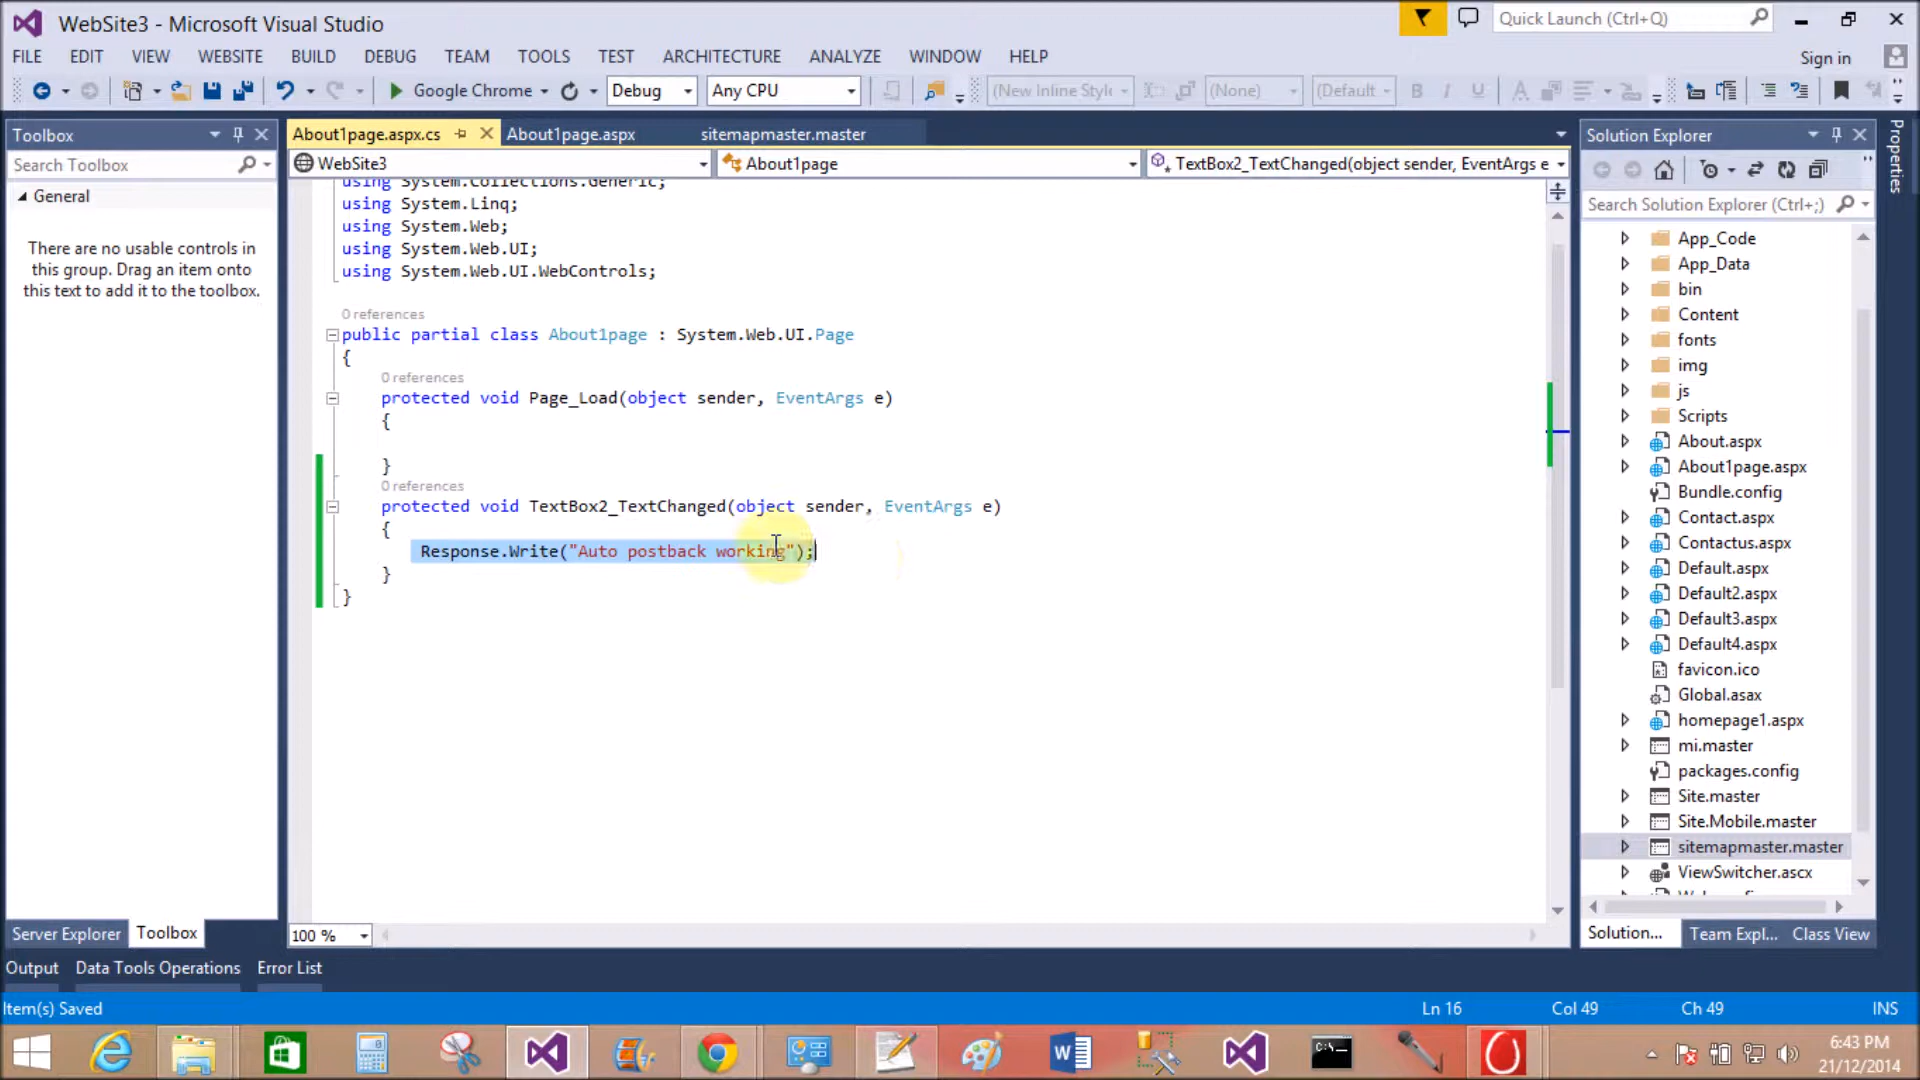 WebSite3 - Microsoft Visual Studio
Quick Launch (Ctrl+Q)
FILE EDIT VIEW WEBSITE BUILD DEBUG TEAM TOOLS TEST ARCHITECTURE ANALYZE WINDOW HELP
Sign in
Google Chrome Debug Any CPU (New Inline Style (None) (Default
Toolbox
Search Toolbox
General
There are no usable controls in
this group. Drag an item onto
this text to add it to the toolbox.
Server Explorer Toolbox
About1page.aspx.cs About1page.aspx sitemapmaster.master
WebSite3 About1page TextBox2_TextChanged(object sender, EventArgs e
using System.Collections.Generic;
using System.Linq;
using System.Web;
using System.Web.UI;
using System.Web.UI.WebControls;
0 references
public partial class About1page : System.Web.UI.Page
{
0 references
protected void Page_Load(object sender, EventArgs e)
{
}
0 references
protected void TextBox2_TextChanged(object sender, EventArgs e)
{
Response.Write("Auto postback working");
}
}
100 %
Solution Explorer
Search Solution Explorer (Ctrl+;)
App_Code
App_Data
bin
Content
fonts
img
js
Scripts
About.aspx
About1page.aspx
Bundle.config
Contact.aspx
Contactus.aspx
Default.aspx
Default2.aspx
Default3.aspx
Default4.aspx
favicon.ico
Global.asax
homepage1.aspx
mi.master
packages.config
Site.master
Site.Mobile.master
sitemapmaster.master
ViewSwitcher.ascx
Solution... Team Expl... Class View
Properties
Output Data Tools Operations Error List
Item(s) Saved
Ln 16 Col 49 Ch 49 INS
6:43 PM
21/12/2014